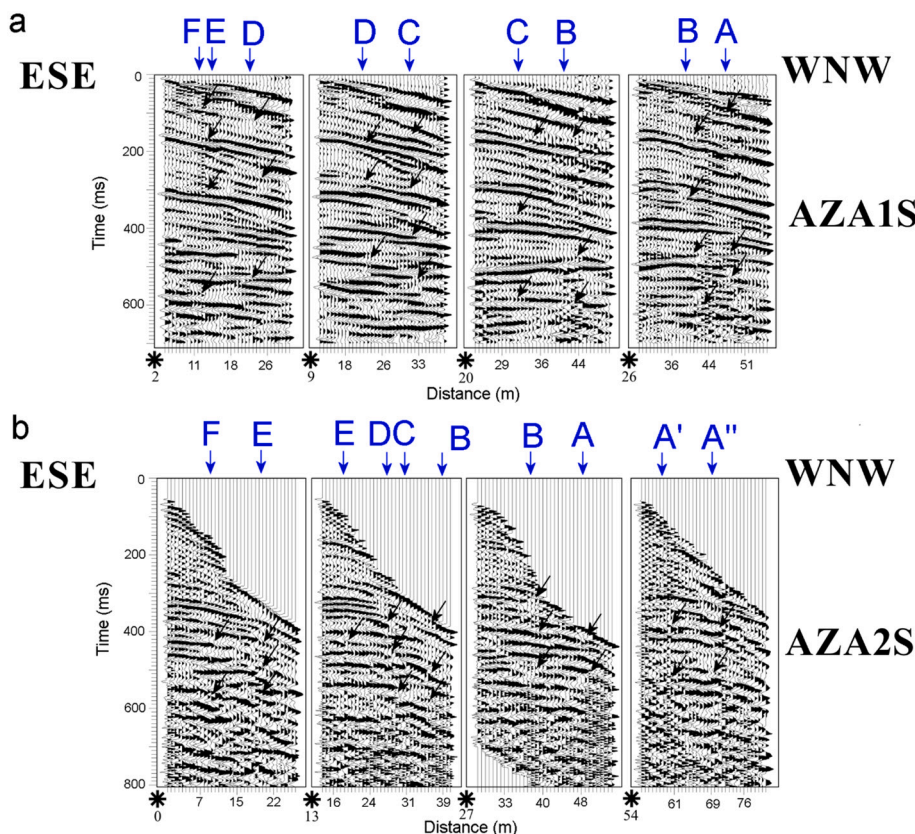 a
F E D D C C B B A
ESE WNW
0
200
400
600
Time (ms)
AZA1S
2 11 18 26 9 18 26 33 20 29 36 44 26 36 44 51
Distance (m)
b
F E E D C B B A A' A"
ESE WNW
0
200
400
600
800
Time (ms)
AZA2S
0 7 15 22 13 16 24 31 39 27 33 40 48 54 61 69 76
Distance (m)